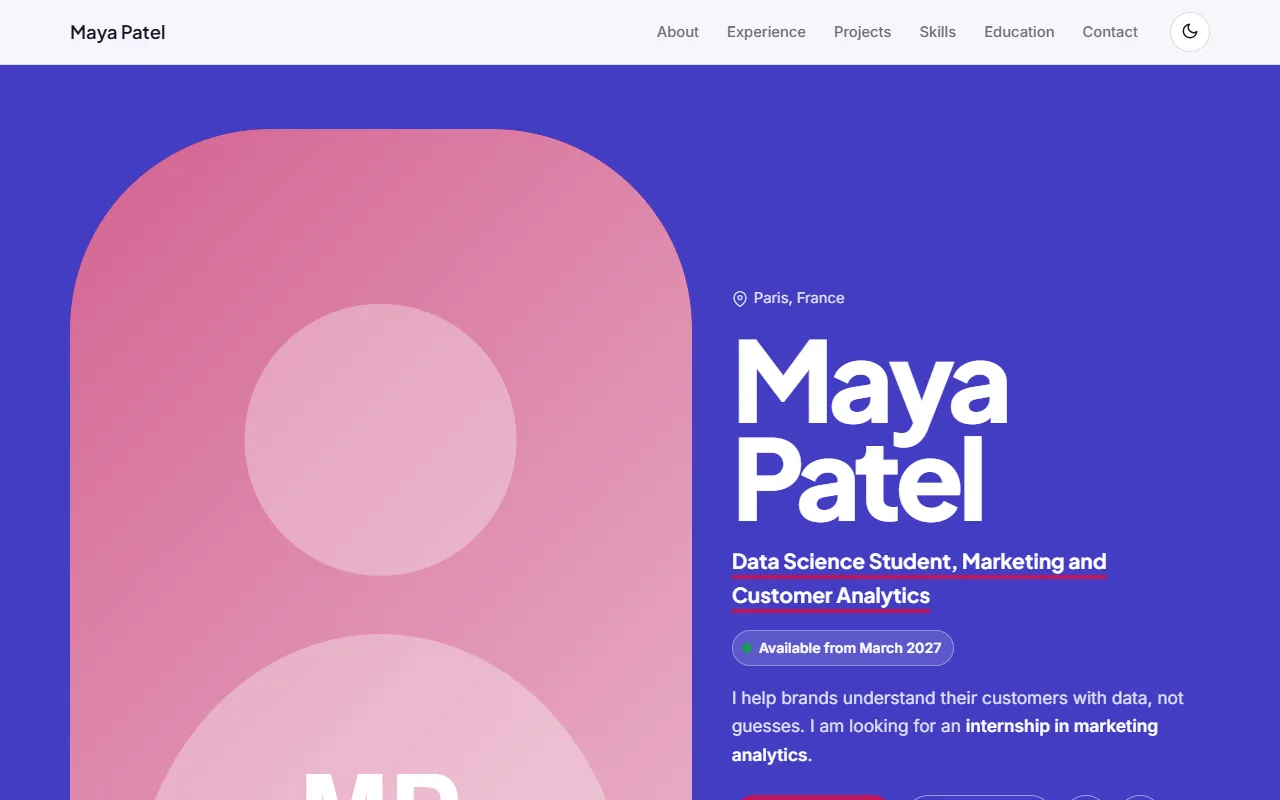 Maya Patel
About
Experience
Projects
Skills
Education
Contact
Paris, France
Maya
Patel
Data Science Student, Marketing and
Customer Analytics
Available from March 2027
I help brands understand their customers with data, not
guesses. I am looking for an internship in marketing
analytics.